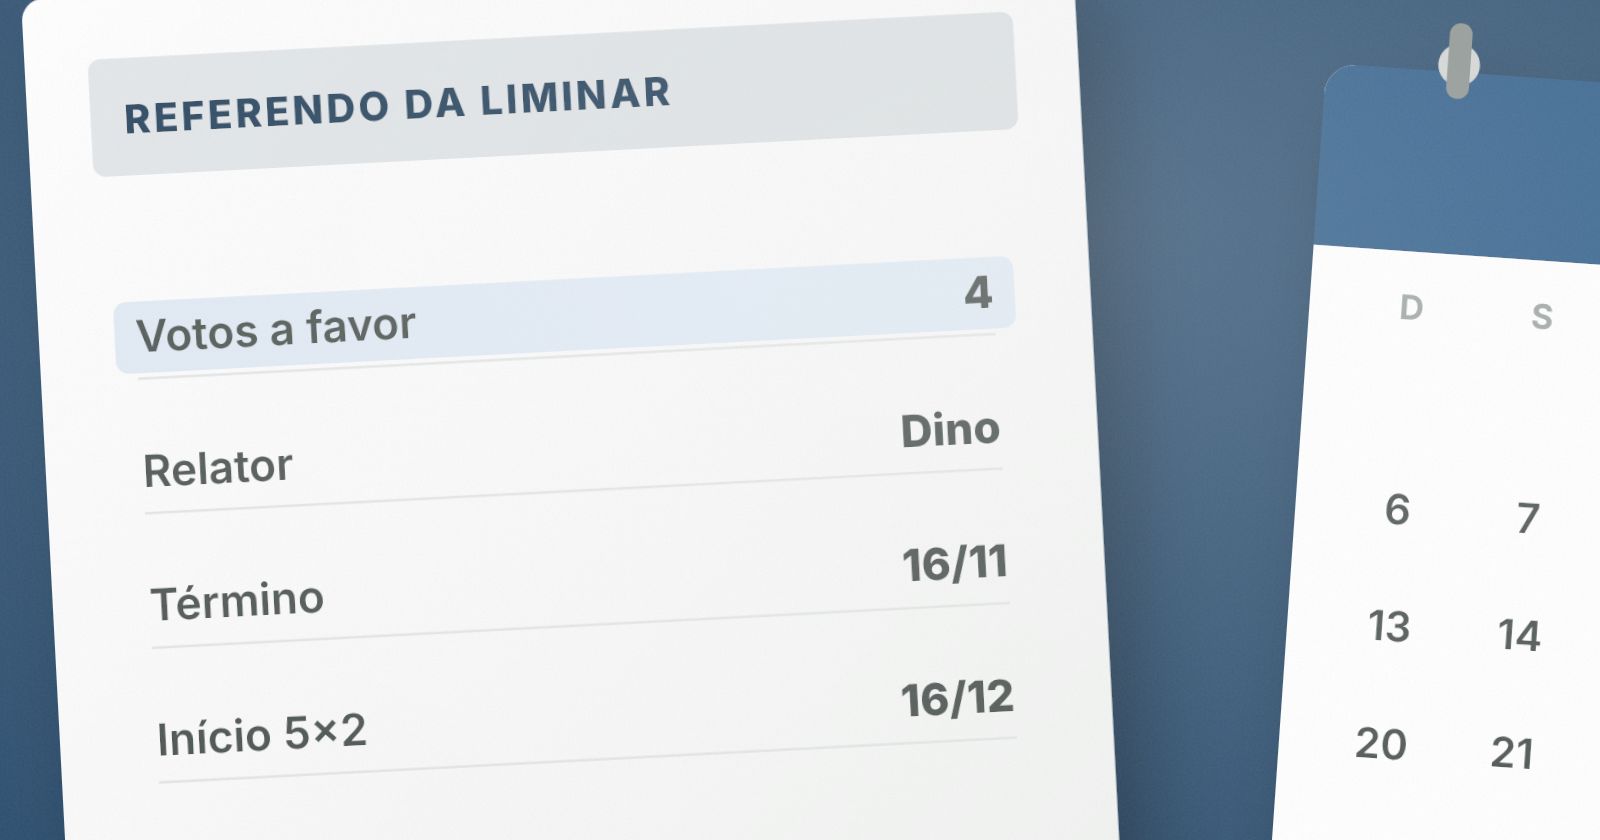 REFERENDO DA LIMINAR
Votos a favor 4
Relator Dino
Término 16/11
Início 5×2 16/12
D S
6 7
13 14
20 21